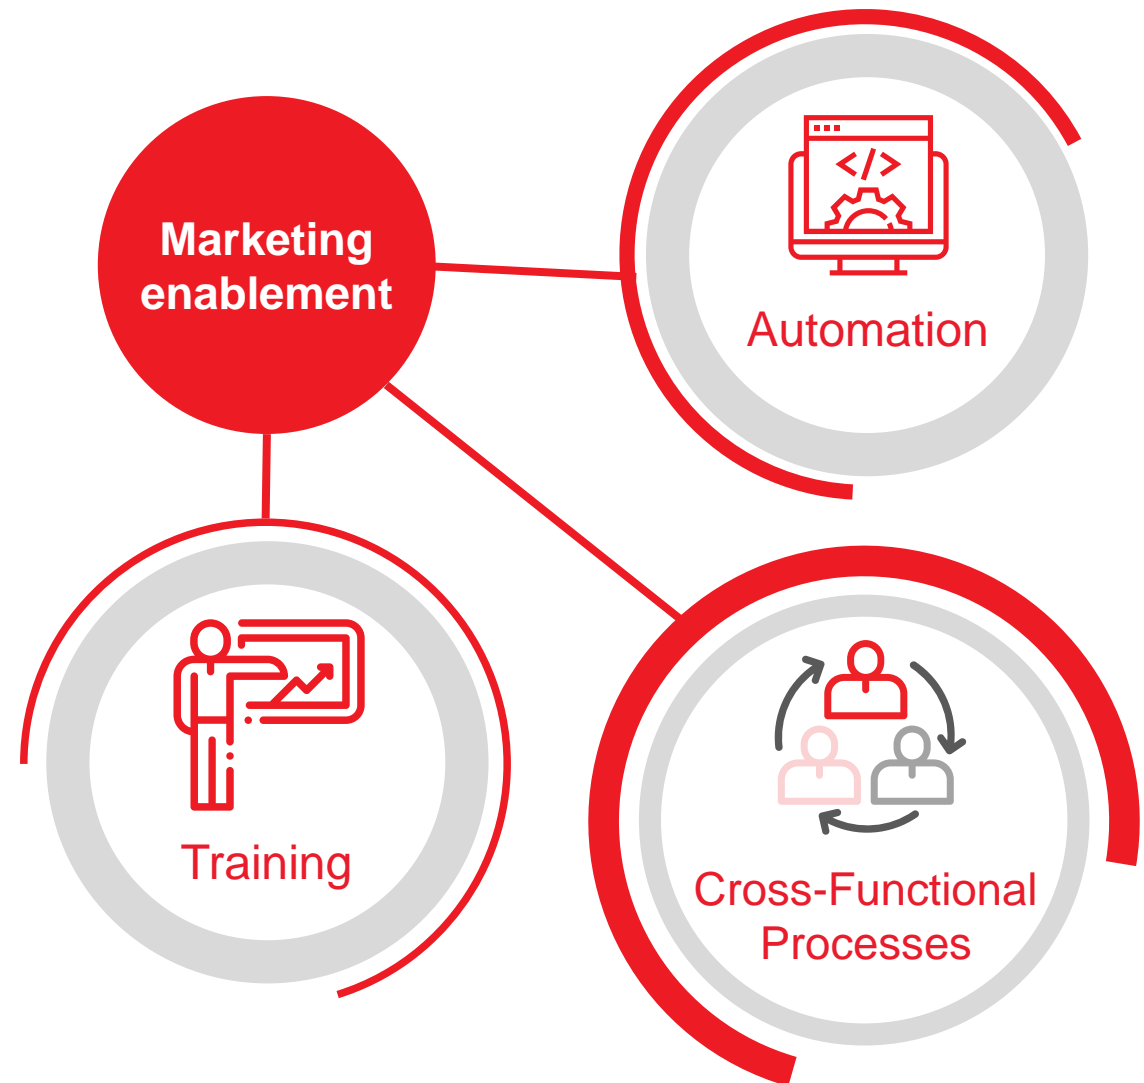 Marketing
enablement
</>
Automation
Training
Cross-Functional
Processes